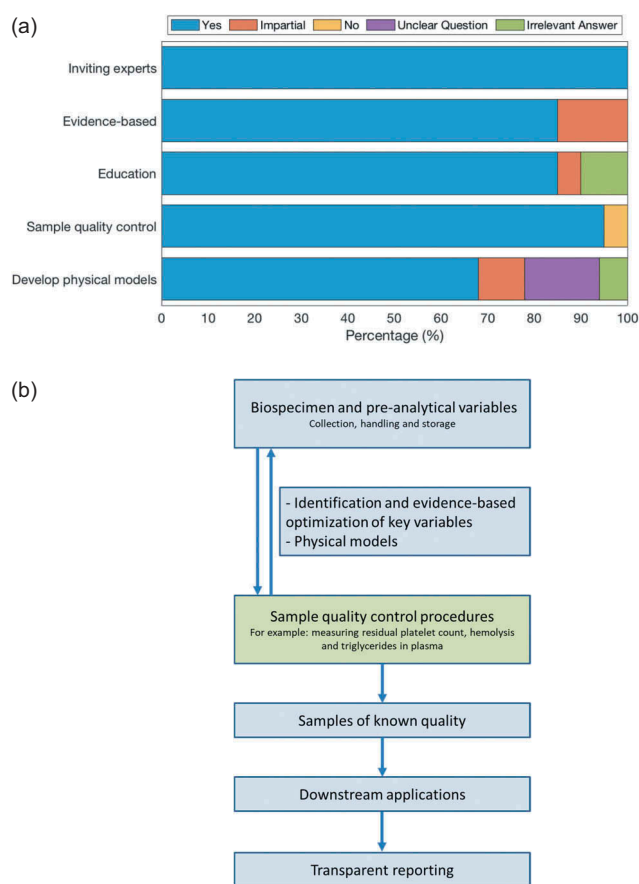 (a)
Yes Impartial No Unclear Question Irrelevant Answer
Inviting experts
Evidence-based
Education
Sample quality control
Develop physical models
0 10 20 30 40 50 60 70 80 90 100
Percentage (%)
(b)
Biospecimen and pre-analytical variables
Collection, handling and storage
- Identification and evidence-based
optimization of key variables
- Physical models
Sample quality control procedures
For example: measuring residual platelet count, hemolysis
and triglycerides in plasma
Samples of known quality
Downstream applications
Transparent reporting